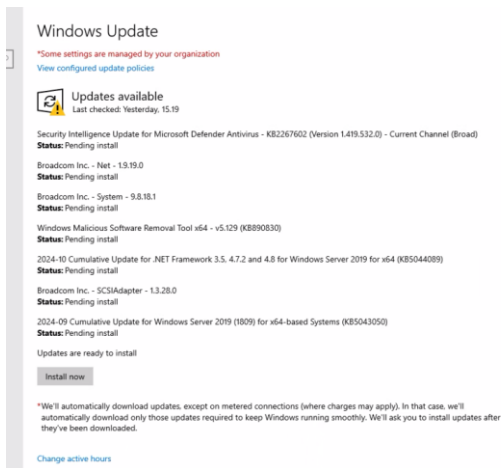 Windows Update
*Some settings are managed by your organization
View configured update policies
Updates available
Last checked: Yesterday, 15.19
Security Intelligence Update for Microsoft Defender Antivirus - KB2267602 (Version 1.419.532.0) - Current Channel (Broad)
Status: Pending install
Broadcom Inc. - Net - 1.9.19.0
Status: Pending install
Broadcom Inc. - System - 9.8.18.1
Status: Pending install
Windows Malicious Software Removal Tool x64 - v5.129 (KB890830)
Status: Pending install
2024-10 Cumulative Update for .NET Framework 3.5, 4.7.2 and 4.8 for Windows Server 2019 for x64 (KB5044089)
Status: Pending install
Broadcom Inc. - SCSIAdapter - 1.3.28.0
Status: Pending install
2024-09 Cumulative Update for Windows Server 2019 (1809) for x64-based Systems (KB5043050)
Status: Pending install
Updates are ready to install
Install now
*We'll automatically download updates, except on metered connections (where charges may apply). In that case, we'll
automatically download only those updates required to keep Windows running smoothly. We'll ask you to install updates after
they've been downloaded.
Change active hours